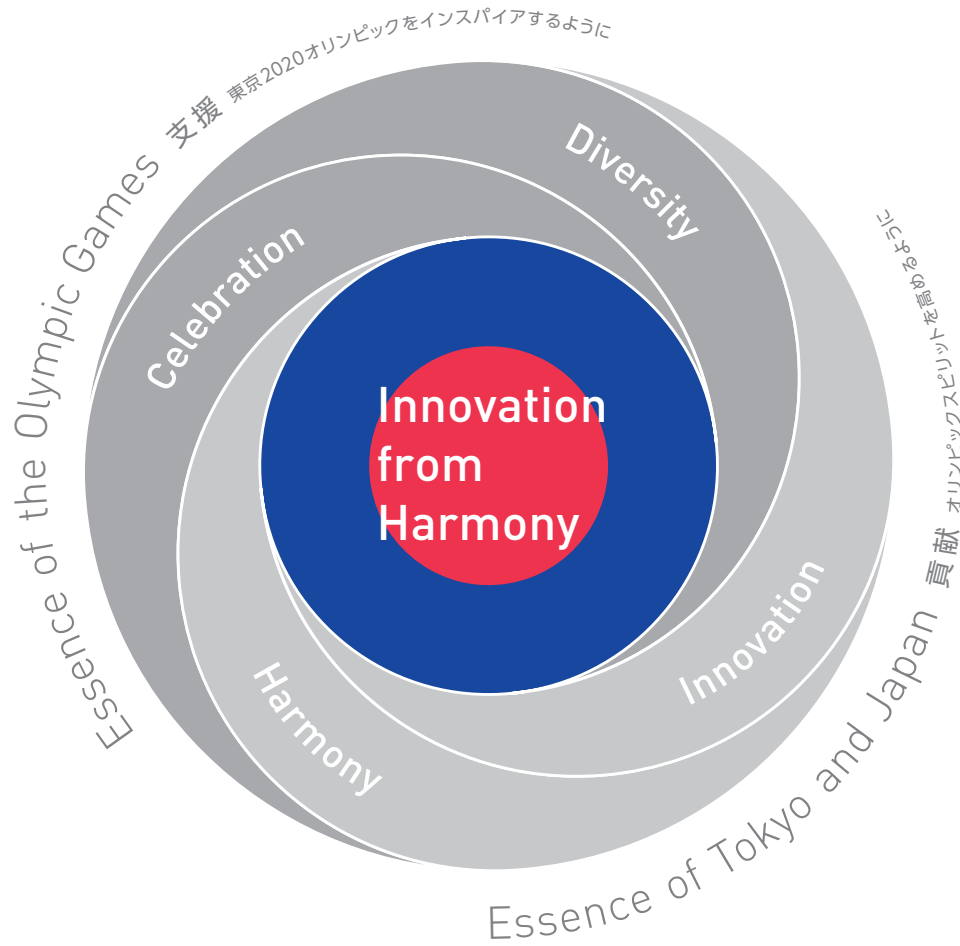 Essence of the Olympic Games 支援 東京2020オリンピックをインスパイアするように
Celebration
Diversity
Innovation
from
Harmony
Harmony
Innovation
Essence of Tokyo and Japan 貢献 オリンピックスピリットを高めるように